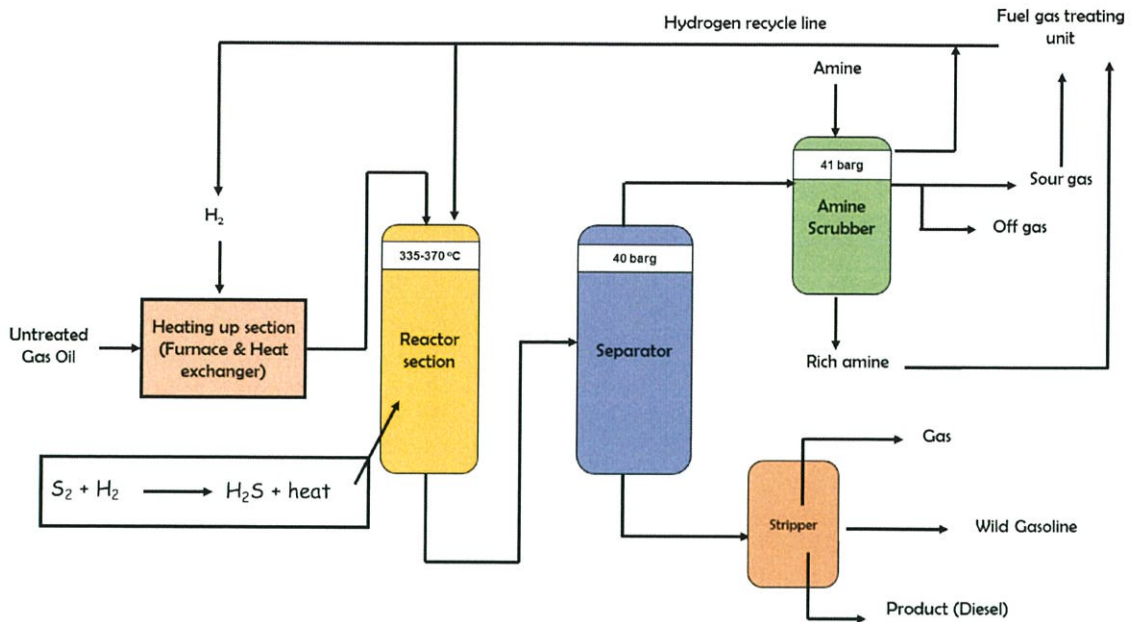 Hydrogen recycle line
Fuel gas treating
unit
Amine
41 barg
Amine
Scrubber
Sour gas
Off gas
H₂
335-370 ºC
40 barg
Untreated
Gas Oil
Heating up section
(Furnace & Heat
exchanger)
Reactor
section
Separator
Rich amine
Gas
S₂ + H₂ H₂S + heat
Stripper
Wild Gasoline
Product (Diesel)